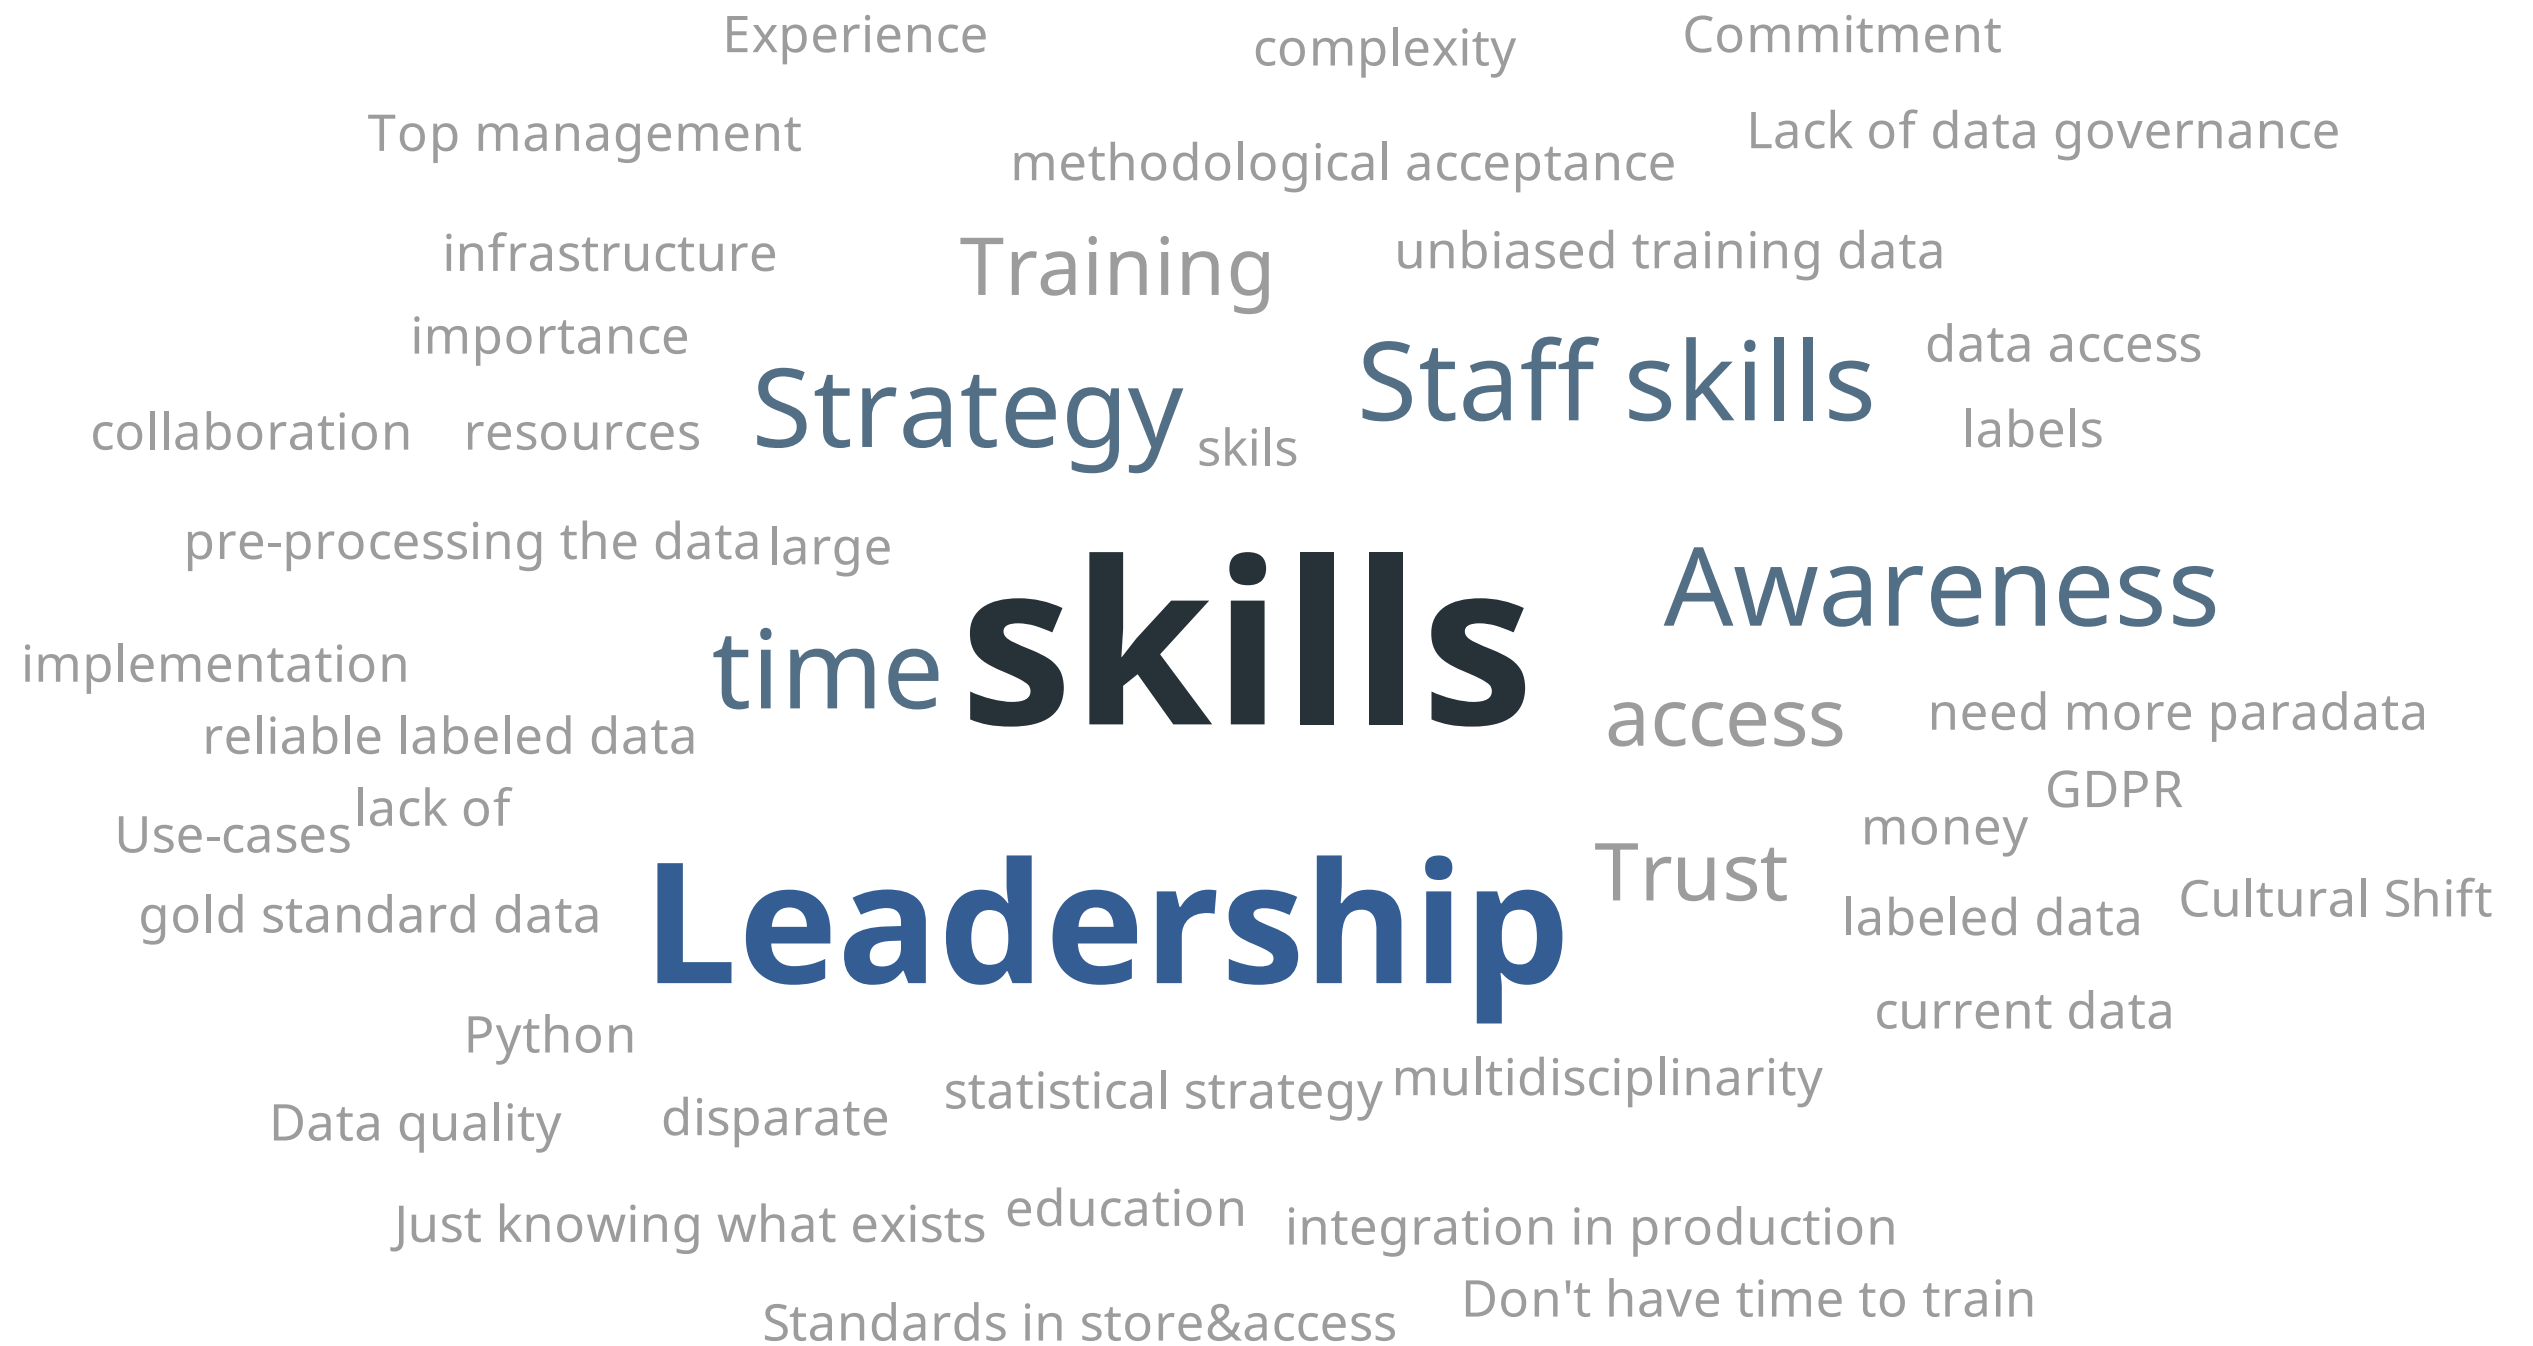 Experience
complexity
Commitment
Top management
methodological acceptance
Lack of data governance
infrastructure
Training
unbiased training data
importance
Strategy
Staff skills
data access
collaboration
resources
skils
labels
pre-processing the data
large
skills
Awareness
implementation
time
access
need more paradata
reliable labeled data
lack of
GDPR
Use-cases
money
Leadership
Trust
gold standard data
labeled data
Cultural Shift
Python
current data
statistical strategy
multidisciplinarity
Data quality
disparate
Just knowing what exists
education
integration in production
Standards in store&access
Don't have time to train